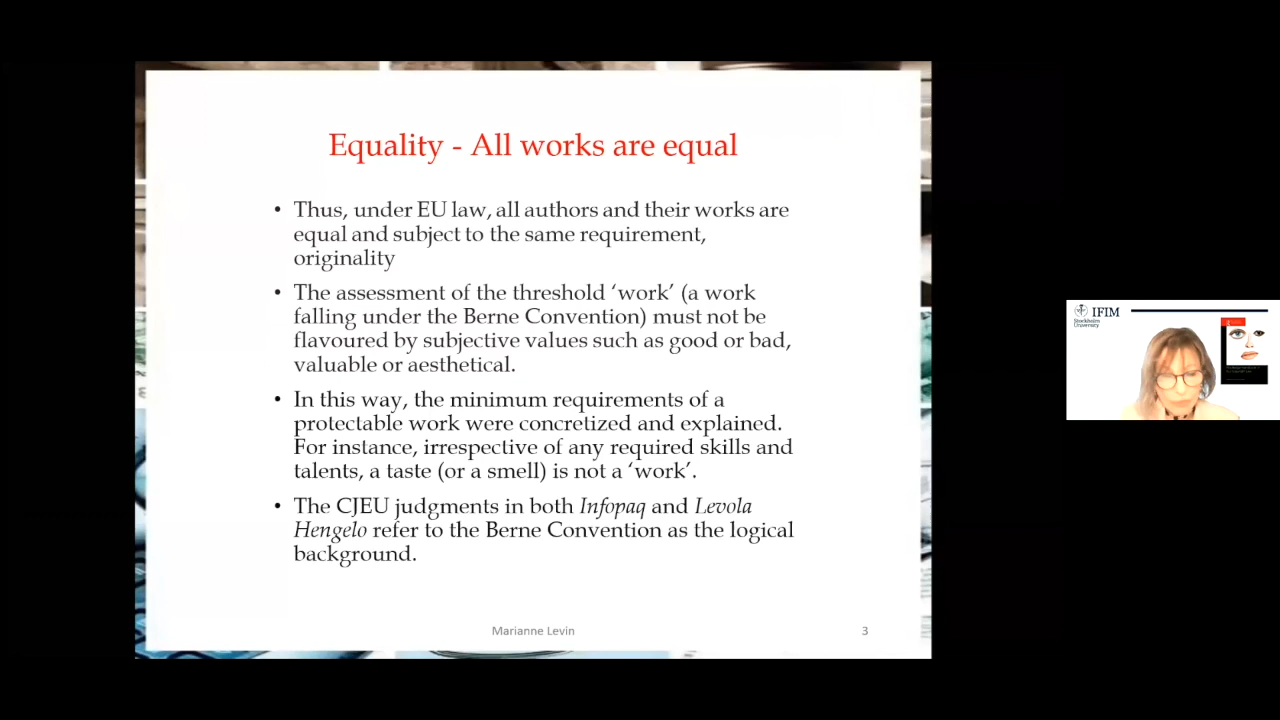 Equality - All works are equal
• Thus, under EU law, all authors and their works are
equal and subject to the same requirement,
originality
• The assessment of the threshold ‘work’ (a work
falling under the Berne Convention) must not be
flavoured by subjective values such as good or bad,
valuable or aesthetical.
• In this way, the minimum requirements of a
protectable work were concretized and explained.
For instance, irrespective of any required skills and
talents, a taste (or a smell) is not a ‘work’.
• The CJEU judgments in both Infopaq and Levola
Hengelo refer to the Berne Convention as the logical
background.
Marianne Levin
3
IFIM
Stockholm
University